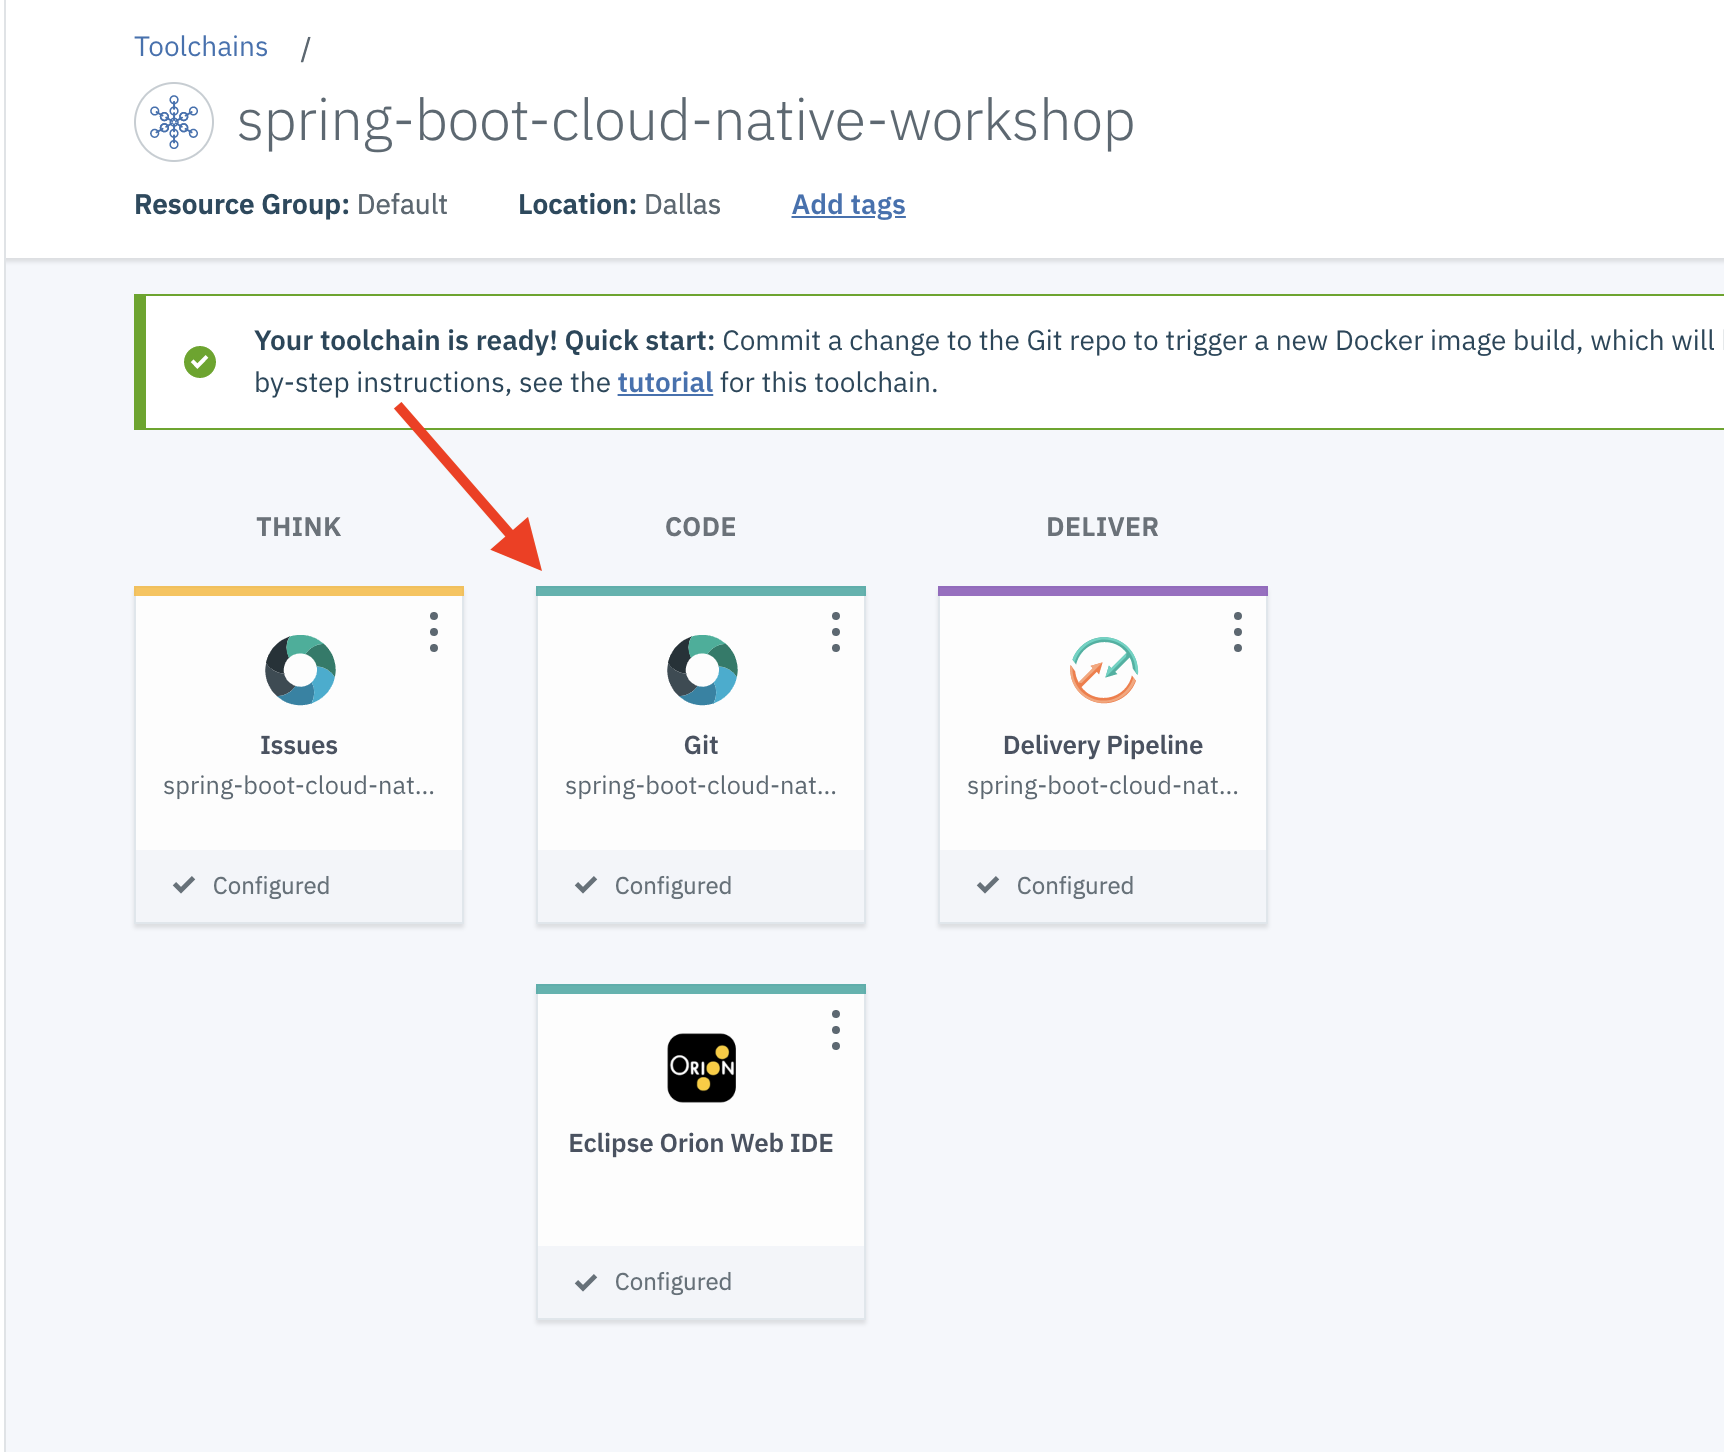 Toolchains /
spring-boot-cloud-native-workshop
Resource Group: Default Location: Dallas Add tags
Your toolchain is ready! Quick start: Commit a change to the Git repo to trigger a new Docker image build, which will
by-step instructions, see the tutorial for this toolchain.
THINK CODE DELIVER
Issues
spring-boot-cloud-nat...
Configured
Git
spring-boot-cloud-nat...
Configured
Delivery Pipeline
spring-boot-cloud-nat...
Configured
ORION
Eclipse Orion Web IDE
Configured